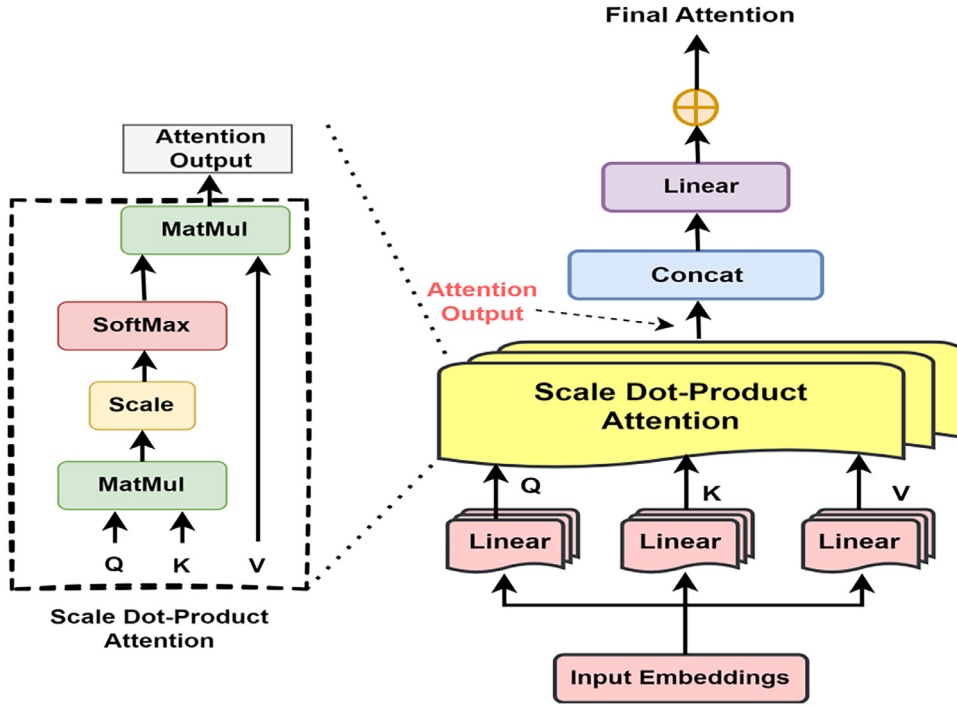 Final Attention
Attention
Output
MatMul
SoftMax
Scale
MatMul
Q K V
Scale Dot-Product
Attention
Linear
Concat
Attention
Output
Scale Dot-Product
Attention
Q K V
Linear Linear Linear
Input Embeddings